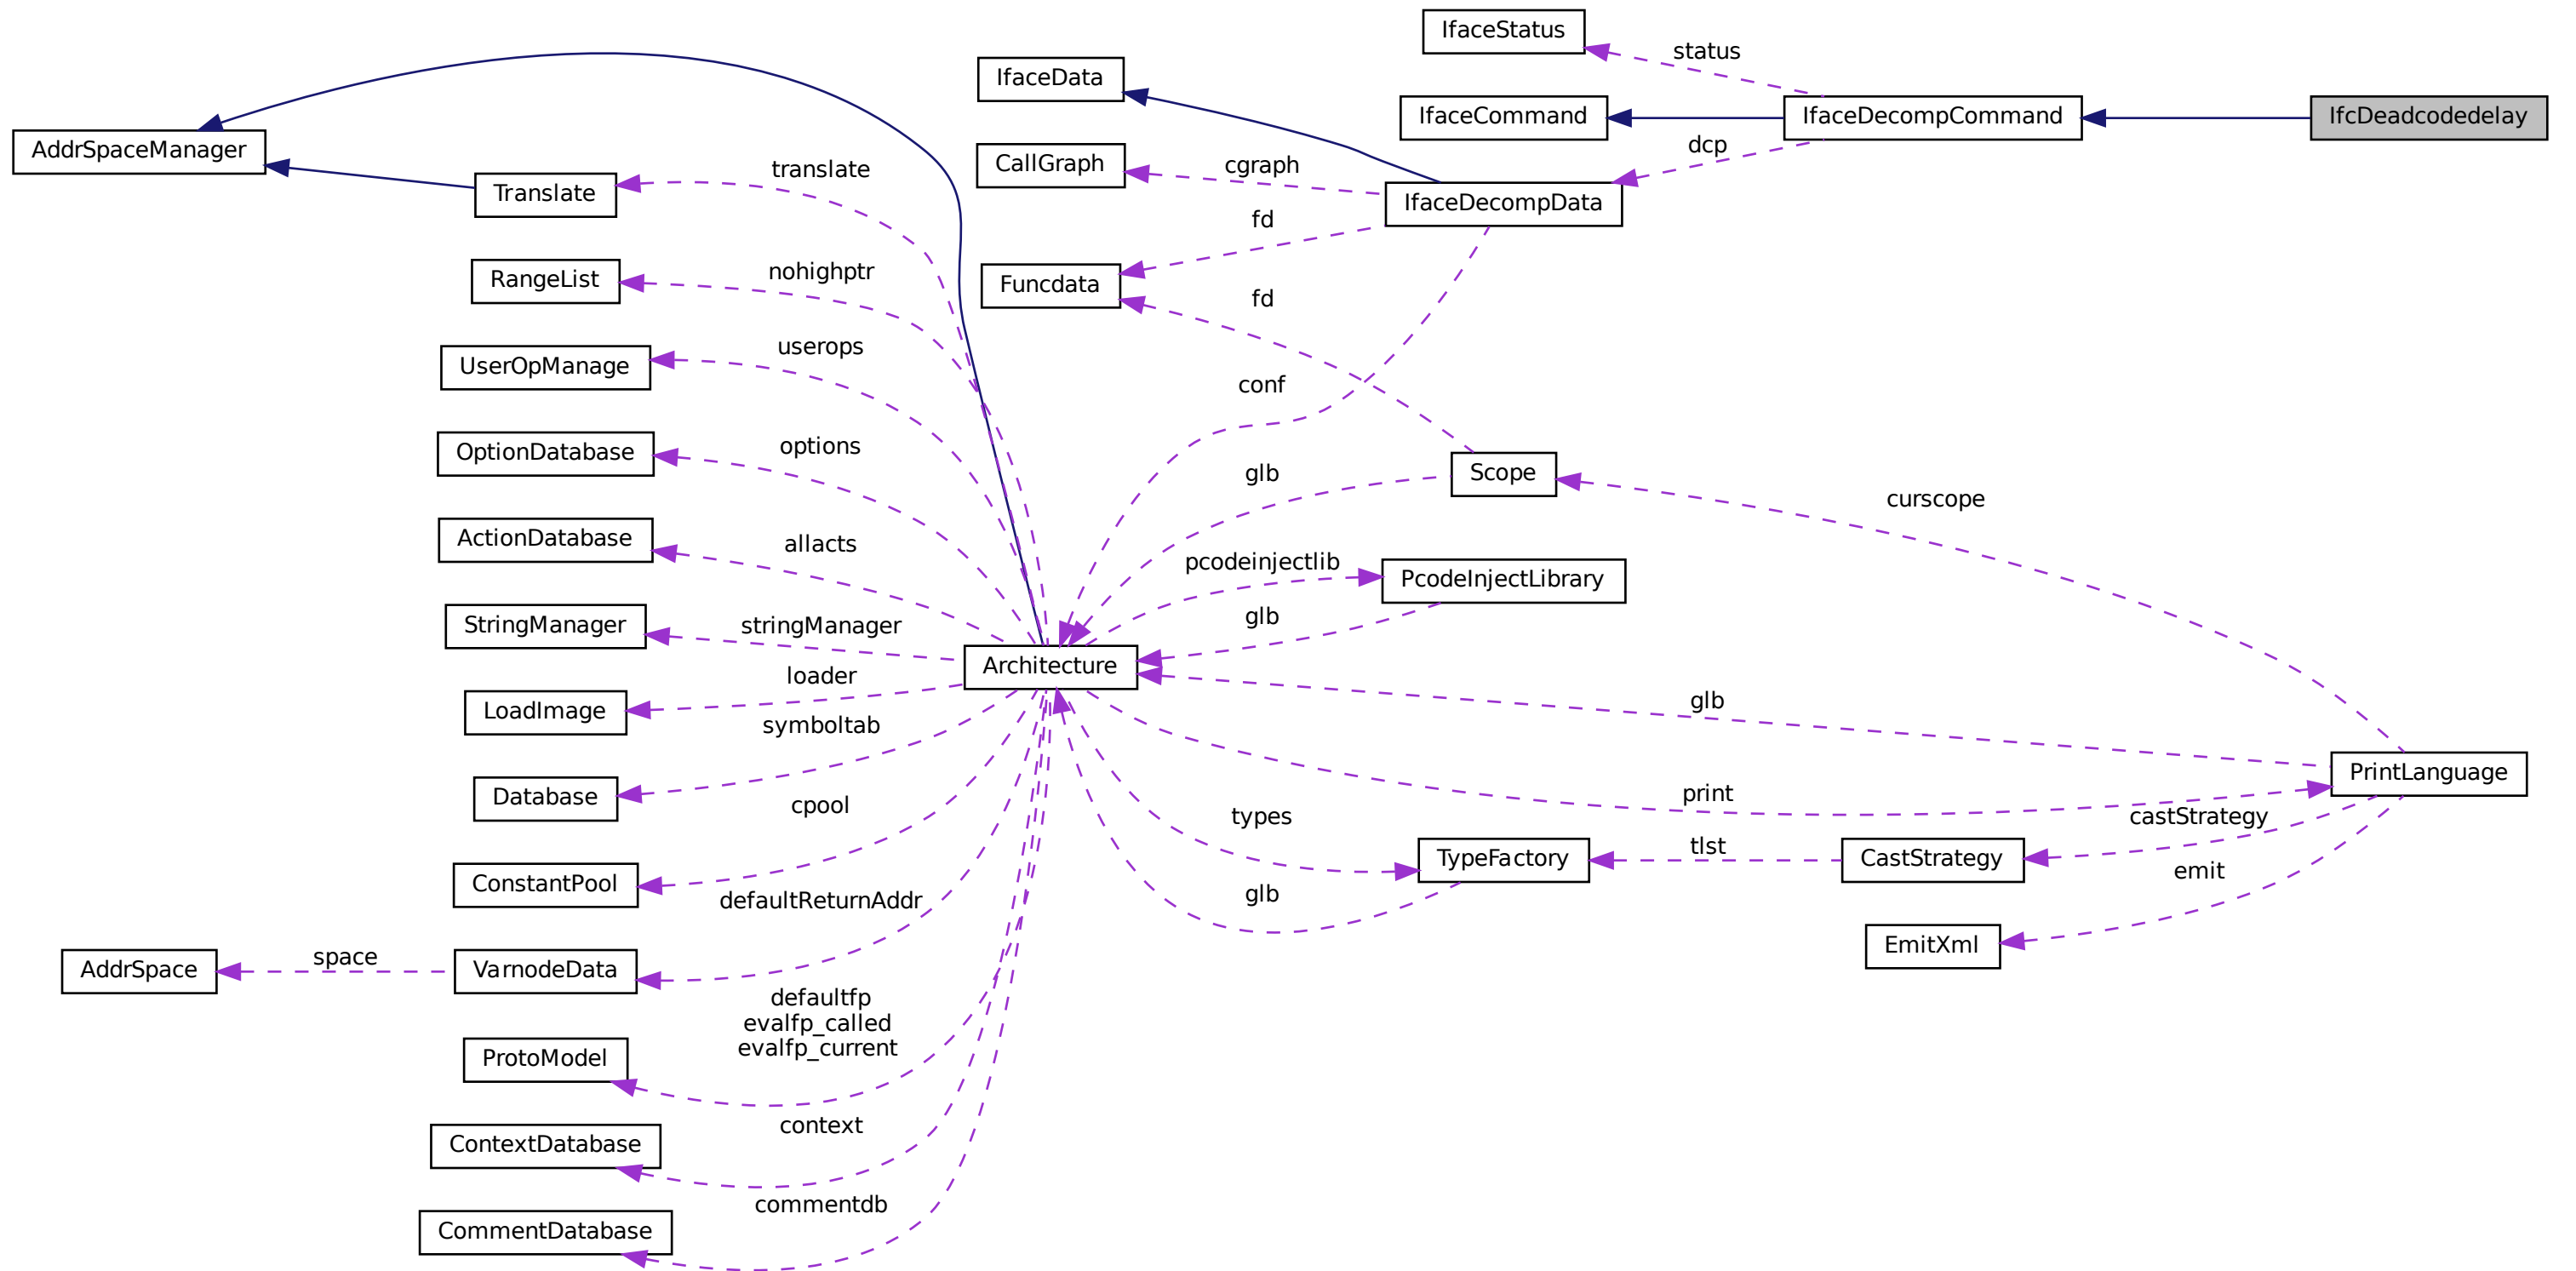 IfaceStatus
status
IfaceData
IfaceCommand
IfaceDecompCommand
IfcDeadcodedelay
AddrSpaceManager
CallGraph
cgraph
dcp
translate
Translate
IfaceDecompData
fd
nohighptr
RangeList
Funcdata
fd
userops
UserOpManage
conf
options
OptionDatabase
glb
Scope
curscope
allacts
ActionDatabase
pcodeinjectlib
PcodeInjectLibrary
glb
stringManager
StringManager
Architecture
loader
LoadImage
glb
symboltab
Database
print
PrintLanguage
cpool
types
castStrategy
ConstantPool
TypeFactory
tlst
CastStrategy
emit
defaultReturnAddr
glb
EmitXml
AddrSpace
space
VarnodeData
defaultfp
evalfp_called
evalfp_current
ProtoModel
context
ContextDatabase
commentdb
CommentDatabase